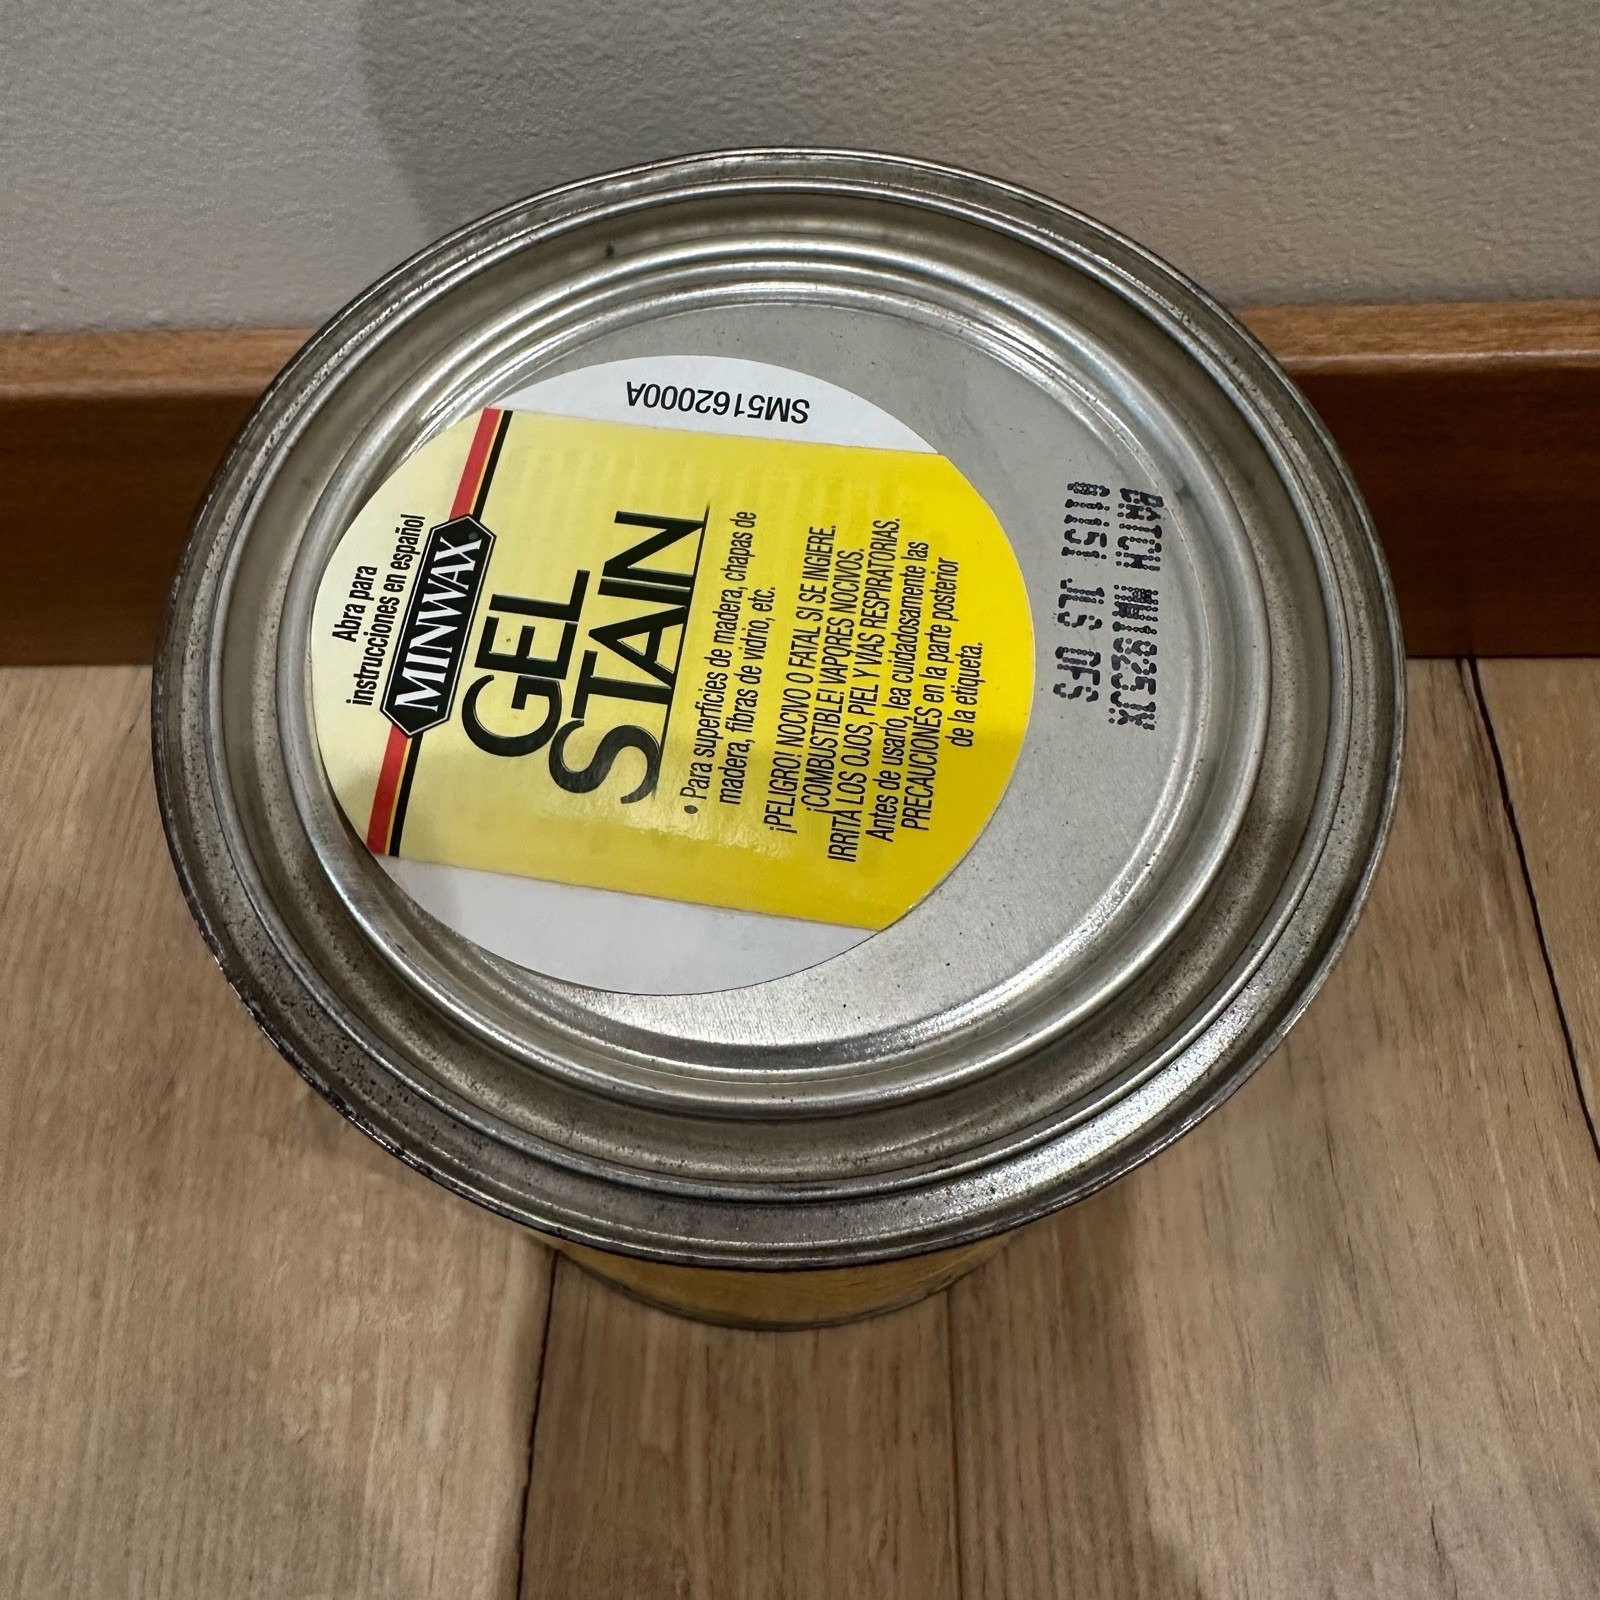 Abra para
instrucciones en español
MINWAX
GEL
STAIN
• Para superficies de madera, chapas de
madera, fibras de vidrio, etc.
¡PELIGRO! NOCIVO O FATAL SI SE INGIERE.
¡COMBUSTIBLE! VAPORES NOCIVOS.
IRRITA LOS OJOS, PIEL Y VIAS RESPIRATORIAS.
Antes de usarlo, lea cuidadosamente las
PRECAUCIONES en la parte posterior
de la etiqueta.
SM5162000A
BATCH